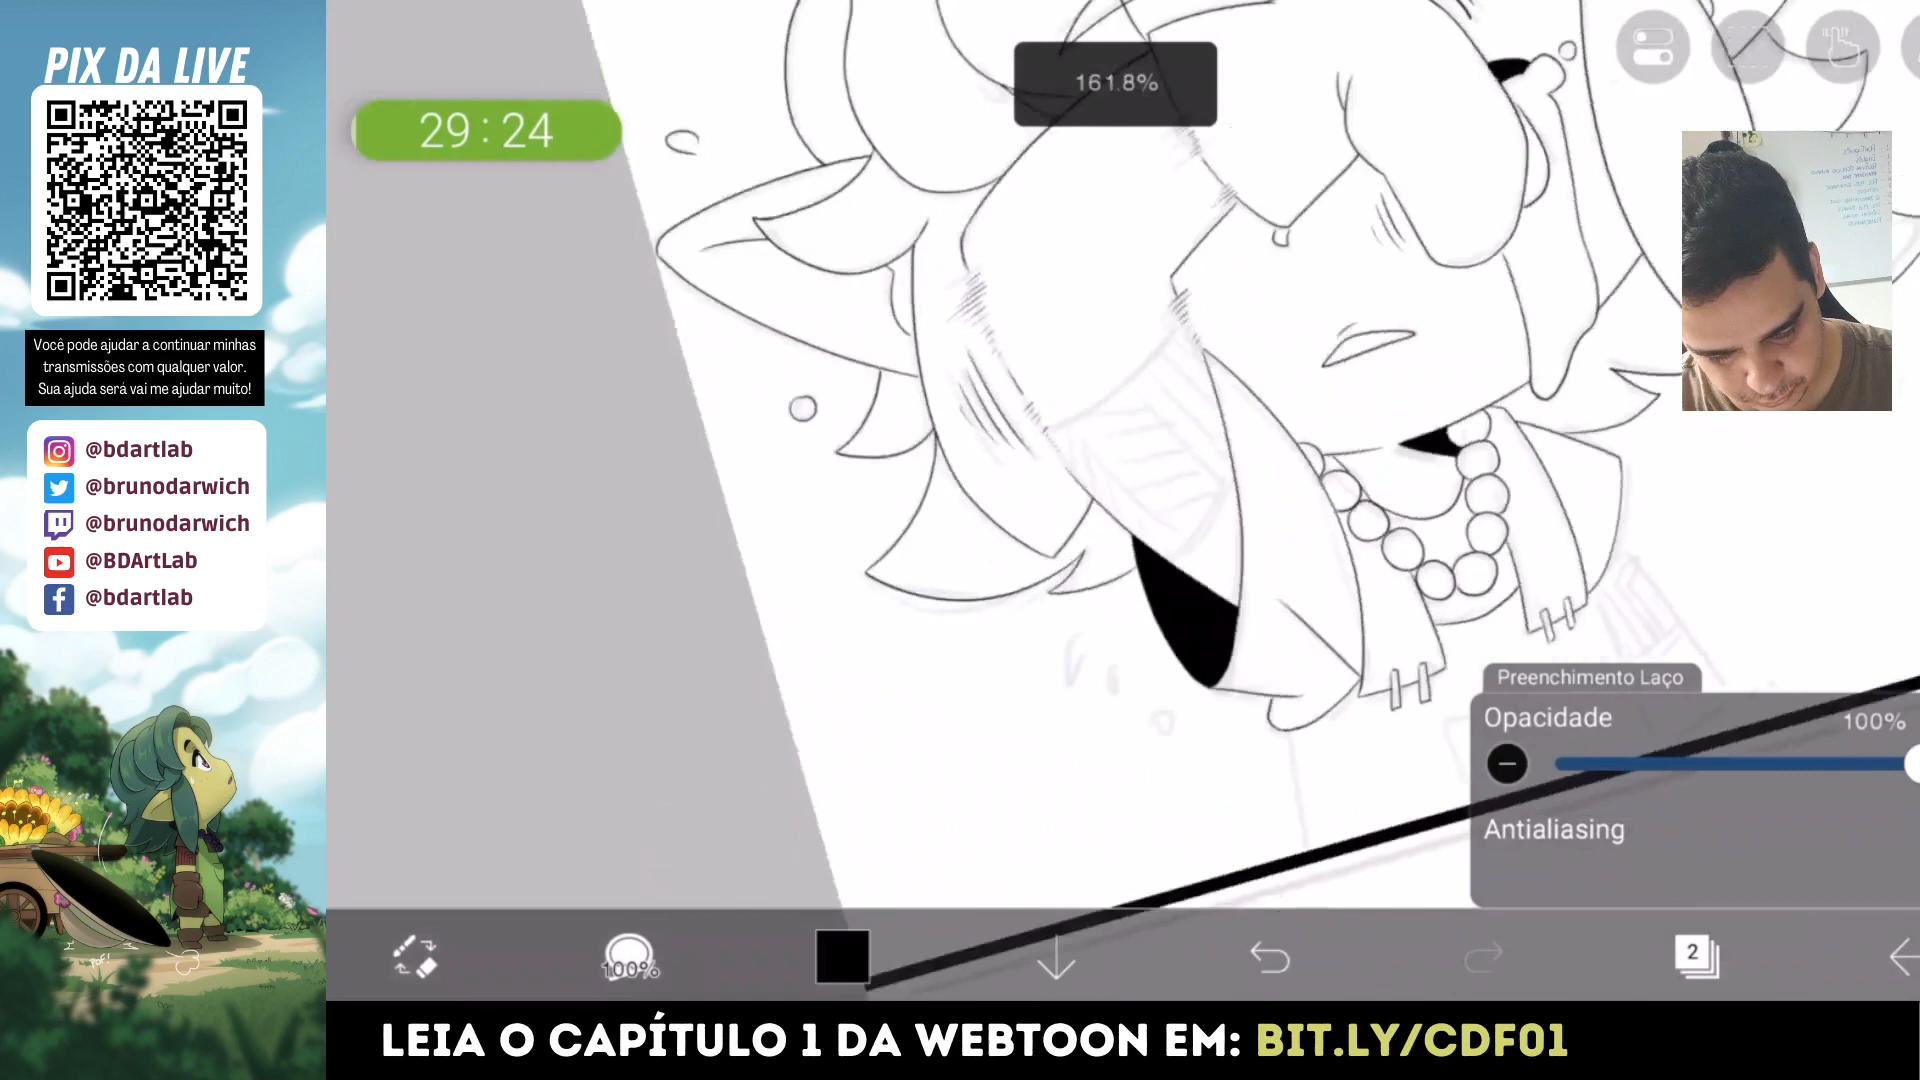 PIX DA LIVE
Você pode ajudar a continuar minhas
transmissões com qualquer valor.
Sua ajuda será vai me ajudar muito!
@bdartlab
@brunodarwich
@brunodarwich
@BDArtLab
@bdartlab
POF!
29:24
161.8%
Preenchimento Laço
Opacidade
100%
Antialiasing
100%
2
LEIA O CAPÍTULO 1 DA WEBTOON EM: BIT.LY/CDF01